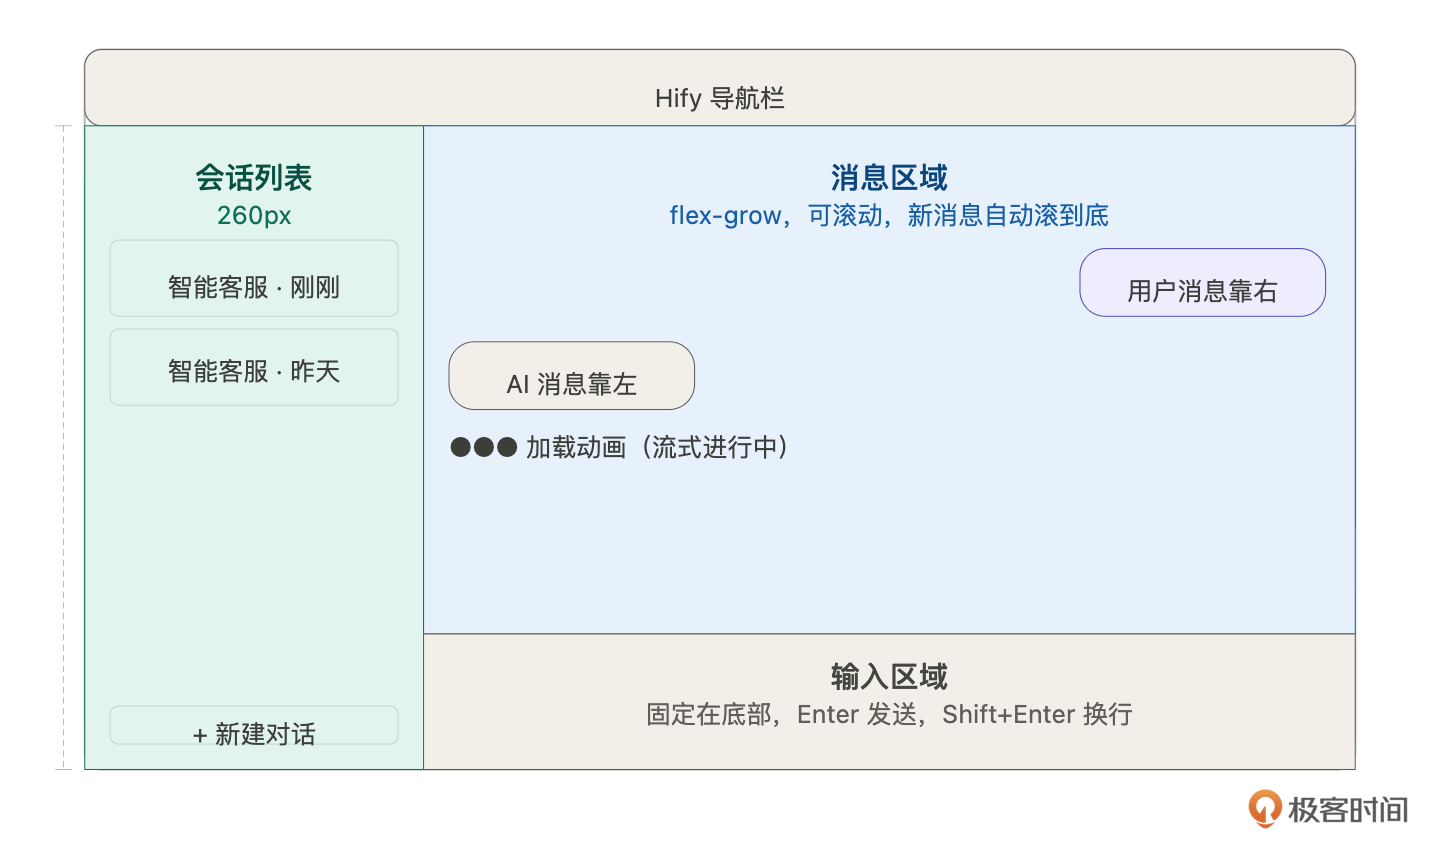 Hify 导航栏
会话列表
260px
智能客服 · 刚刚
智能客服 · 昨天
+ 新建对话
消息区域
flex-grow，可滚动，新消息自动滚到底
用户消息靠右
AI 消息靠左
●●● 加载动画（流式进行中）
输入区域
固定在底部，Enter 发送，Shift+Enter 换行
极客时间